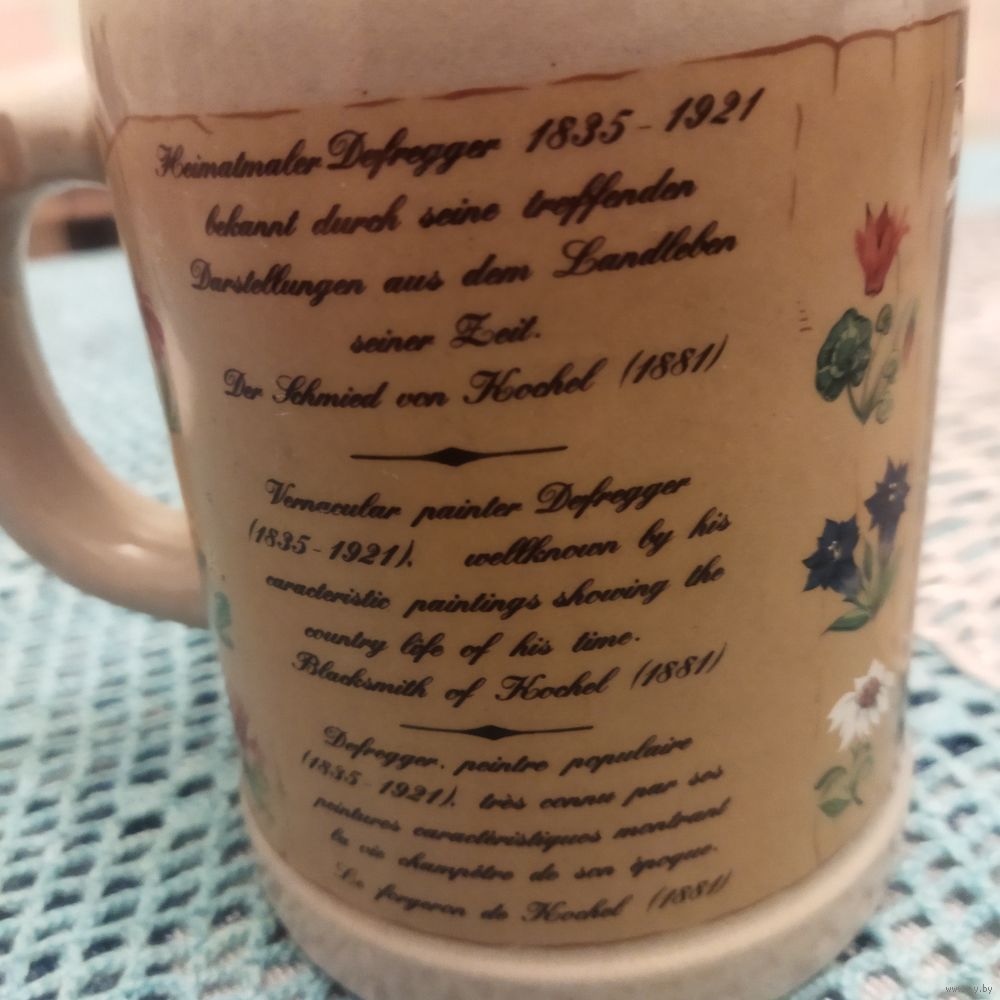 Heimatmaler Defregger 1835-1921
bekannt durch seine treffenden
Darstellungen aus dem Landleben
seiner Zeit.
Der Schmied von Kochel (1881)
Vernacular painter Defregger
(1835-1921), wellknown by his
caracteristic paintings showing the
country life of his time.
Blacksmith of Kochel (1881)
Defregger, peintre populaire
(1835-1921), très connu par ses
peintures caractèristiques montrant
la vie champêtre de son époque.
Le forgeron de Kochel (1881)